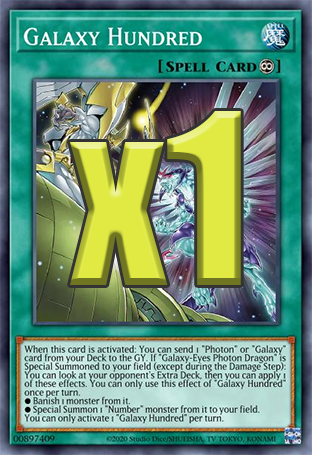 Galaxy Hundred
[Spell Card]
x1
When this card is activated: You can send 1 "Photon" or "Galaxy"
card from your Deck to the GY. If "Galaxy-Eyes Photon Dragon" is
Special Summoned to your field (except during the Damage Step):
You can look at your opponent's Extra Deck, then you can apply 1
of these effects. You can only use this effect of "Galaxy Hundred"
once per turn.
● Banish 1 monster from it.
● Special Summon 1 "Number" monster from it to your field.
You can only activate 1 "Galaxy Hundred" per turn.
00897409
©2020 Studio Dice/SHUEISHA, TV TOKYO, KONAMI